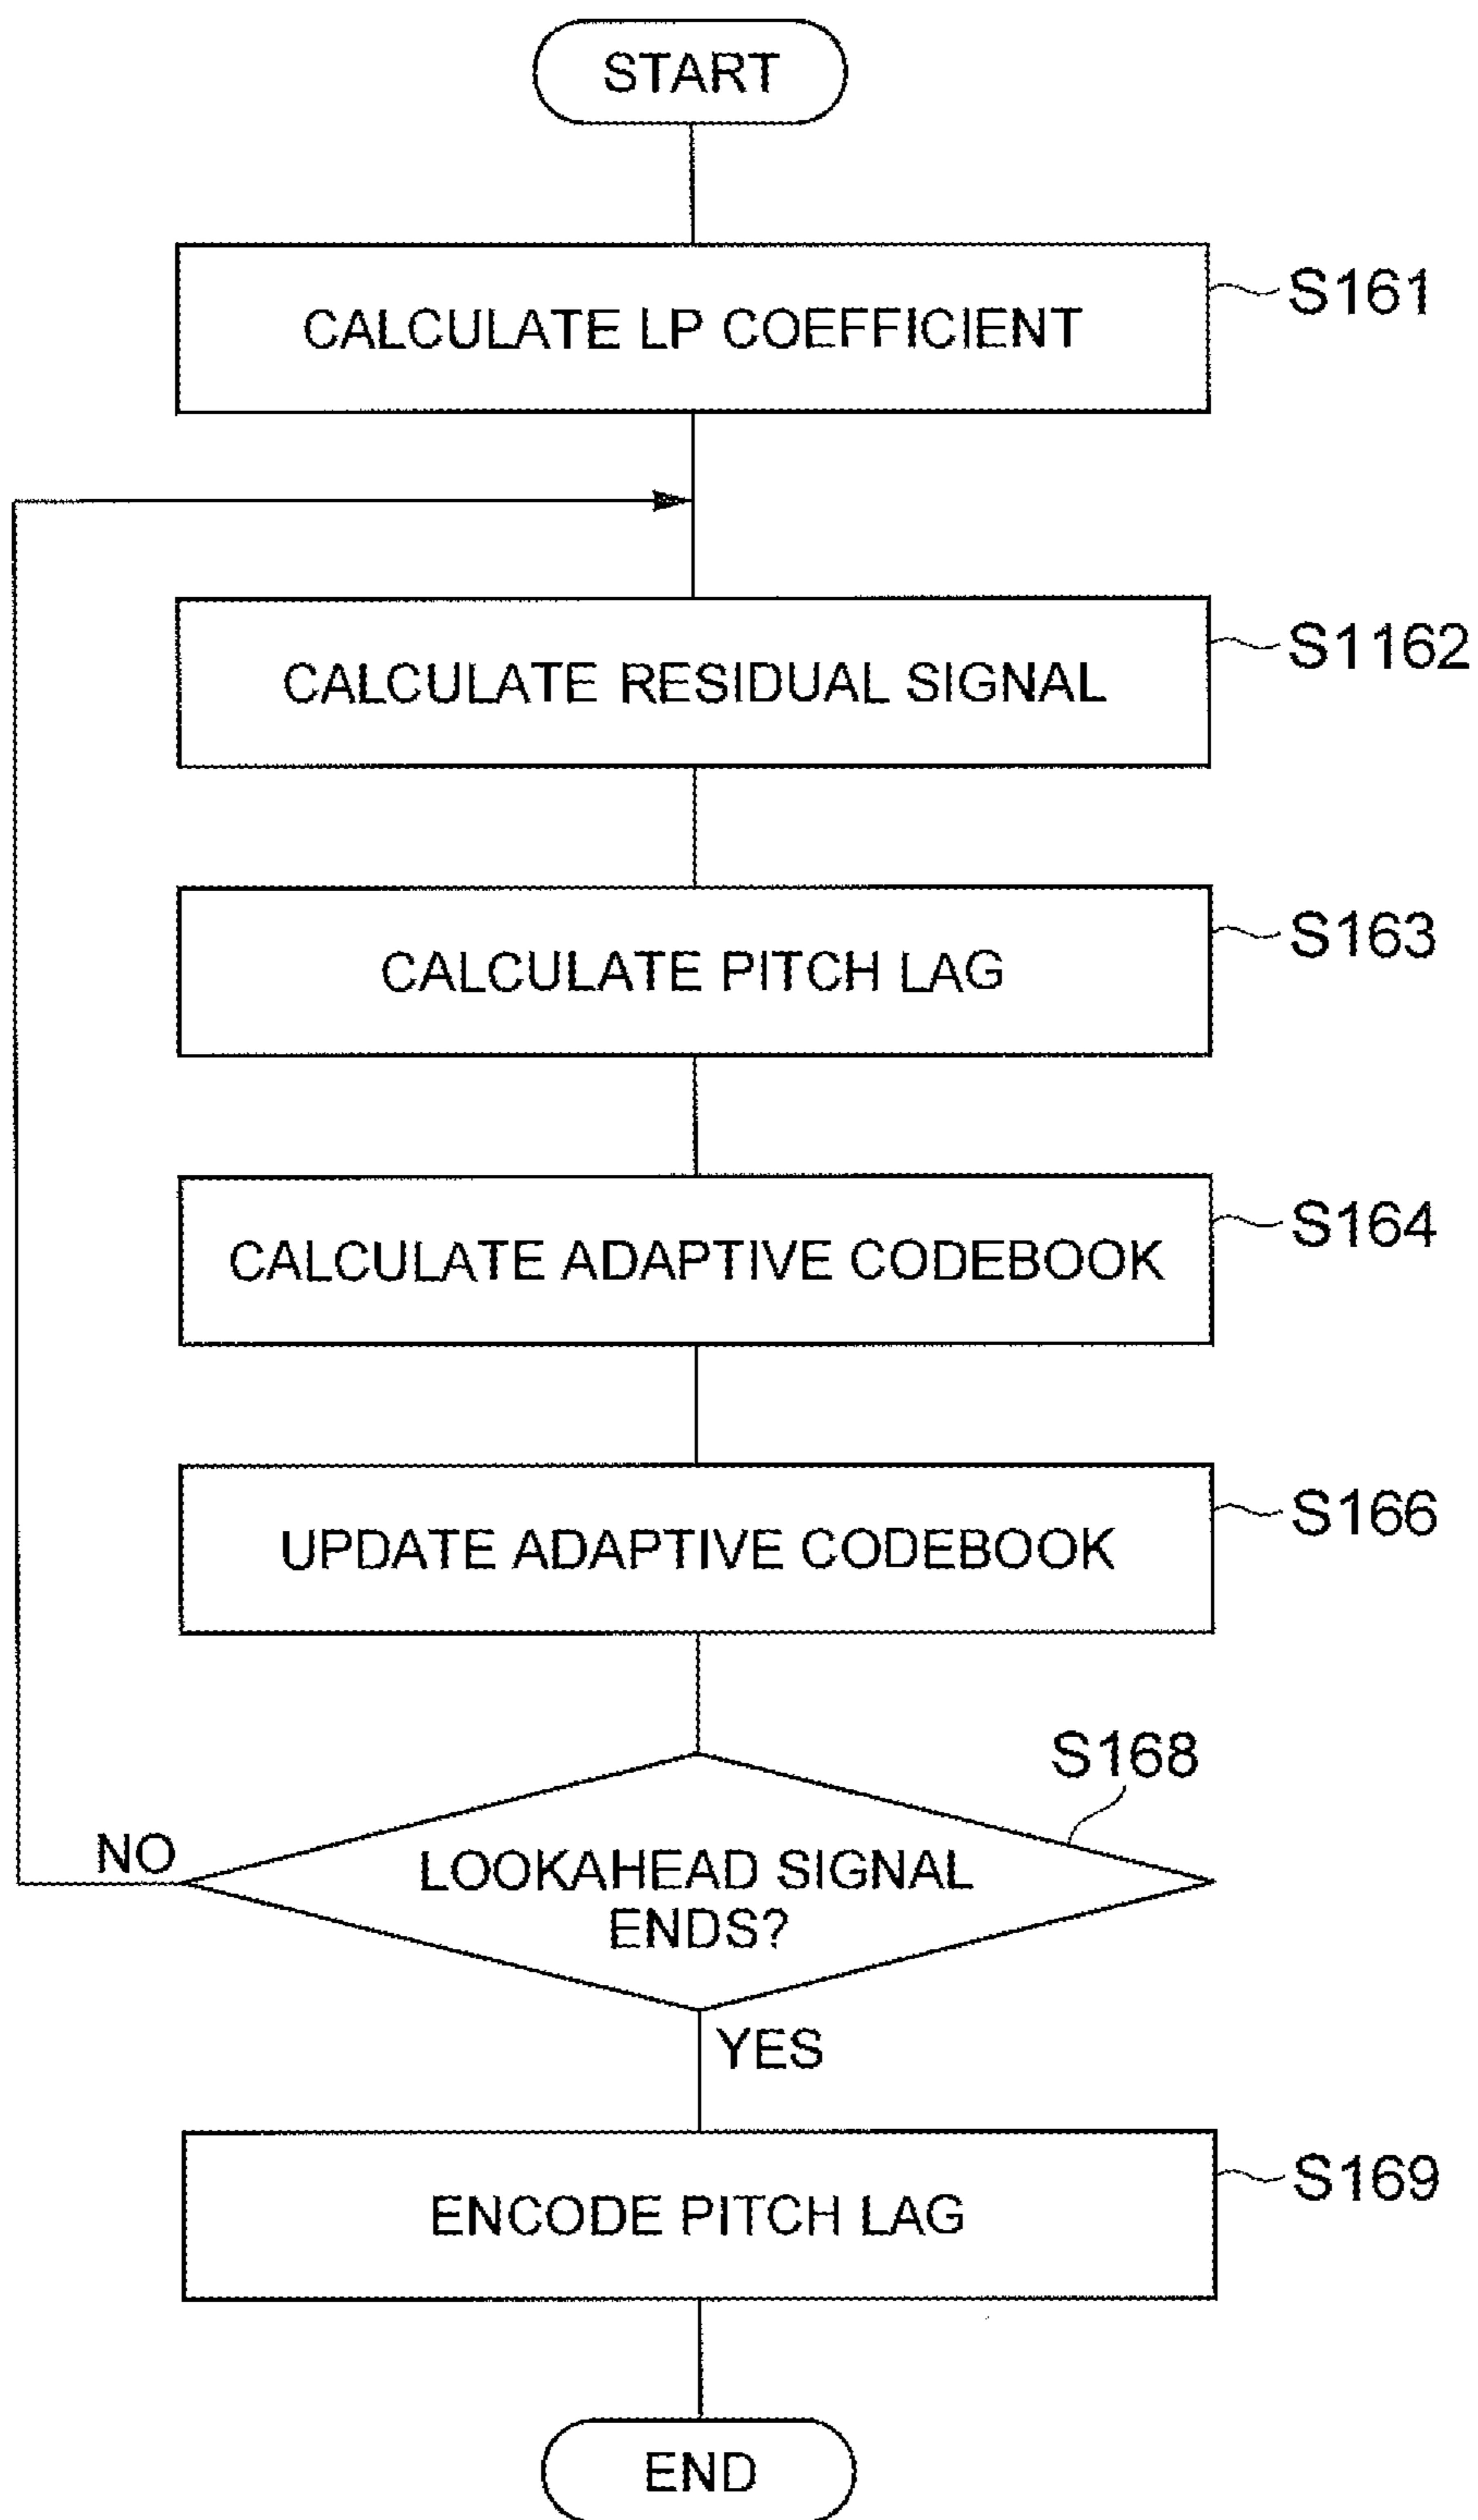 START
CALCULATE LP COEFFICIENT
S161
CALCULATE RESIDUAL SIGNAL
S1162
CALCULATE PITCH LAG
S163
CALCULATE ADAPTIVE CODEBOOK
S164
UPDATE ADAPTIVE CODEBOOK
S166
S168
NO
LOOKAHEAD SIGNAL
ENDS?
YES
ENCODE PITCH LAG
S169
END